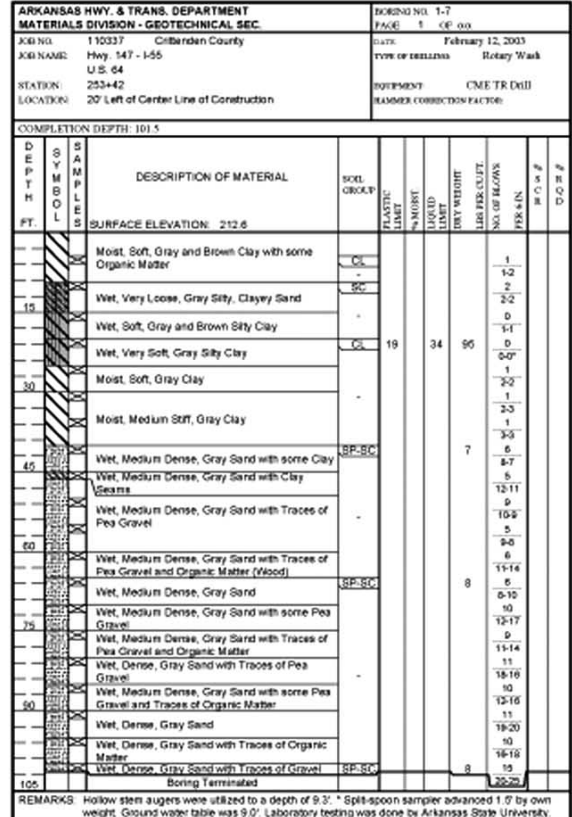 ARKANSAS HWY. & TRANS. DEPARTMENT
MATERIALS DIVISION - GEOTECHNICAL SEC.
BORING NO. 1-7
PAGE 1 OF
JOB NO. 110337 Crittenden County
JOB NAME: Hwy. 147 - I-55
U.S. 64
STATION: 253+42
LOCATION: 20' Left of Center Line of Construction
DATE February 12, 2003
TYPE OF DRILLING: Rotary Wash
EQUIPMENT CME TR Drill
HAMMER CORRECTION FACTOR:
COMPLETION DEPTH: 101.5
DEPTH FT.
SYMBOL
SAMPLES
DESCRIPTION OF MATERIAL
SURFACE ELEVATION: 212.6
SOIL GROUP
PLASTIC LIMIT
% MOIST
LIQUID LIMIT
DRY WEIGHT LBS PER CU.FT.
NO. OF BLOWS PER 6 IN.
% SCR
% RQD
Moist, Soft, Gray and Brown Clay with some
Organic Matter
CL
1
1-2
SC
2
Wet, Very Loose, Gray Silty, Clayey Sand
2-2
15
0
Wet, Soft, Gray and Brown Silty Clay
1-1
CL 19 34 95 0
Wet, Very Soft, Gray Silty Clay
0-0*
1
Moist, Soft, Gray Clay
2-2
30
1
2-3
Moist, Medium Stiff, Gray Clay
1
3-3
SP-SC 7 6
Wet, Medium Dense, Gray Sand with some Clay
8-7
45
Wet, Medium Dense, Gray Sand with Clay
Seams
5
12-11
9
Wet, Medium Dense, Gray Sand with Traces of
Pea Gravel
10-9
5
9-8
60
6
Wet, Medium Dense, Gray Sand with Traces of
Pea Gravel and Organic Matter (Wood)
11-14
SP-SC 8 6
Wet, Medium Dense, Gray Sand
8-10
10
Wet, Medium Dense, Gray Sand with some Pea
Gravel
12-17
75
9
Wet, Medium Dense, Gray Sand with Traces of
Pea Gravel and Organic Matter
11-14
11
Wet, Dense, Gray Sand with Traces of Pea
Gravel
18-16
10
Wet, Medium Dense, Gray Sand with some Pea
Gravel and Traces of Organic Matter
12-16
90
11
Wet, Dense, Gray Sand
19-20
10
Wet, Dense, Gray Sand with Traces of Organic
Matter
16-18
Wet, Dense, Gray Sand with Traces of Gravel SP-SC 8 15
105 Boring Terminated 20-25
REMARKS: Hollow stem augers were utilized to a depth of 9.3'. * Split-spoon sampler advanced 1.5' by own
weight. Ground water table was 9.0'. Laboratory testing was done by Arkansas State University.